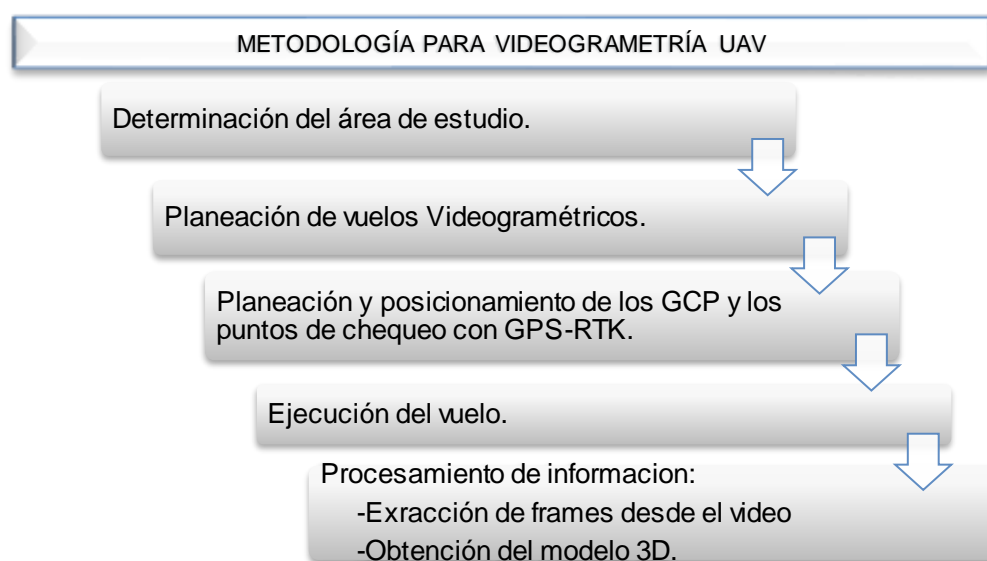 METODOLOGÍA PARA VIDEOGRAMETRÍA UAV
Determinación del área de estudio.
Planeación de vuelos Videogramétricos.
Planeación y posicionamiento de los GCP y los
puntos de chequeo con GPS-RTK.
Ejecución del vuelo.
Procesamiento de informacion:
-Exracción de frames desde el video
-Obtención del modelo 3D.